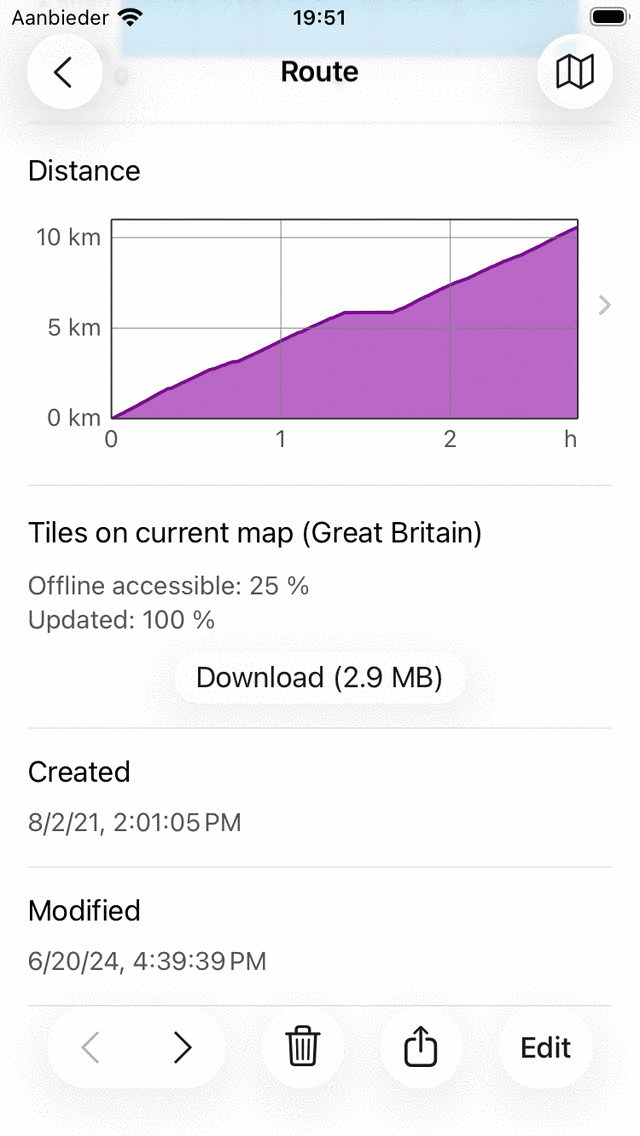 Aanbieder 19:51
Route
Distance
10 km
5 km
0 km
0 1 2 h
Tiles on current map (Great Britain)
Offline accessible: 25 %
Updated: 100 %
Download (2.9 MB)
Created
8/2/21, 2:01:05 PM
Modified
6/20/24, 4:39:39 PM
Edit